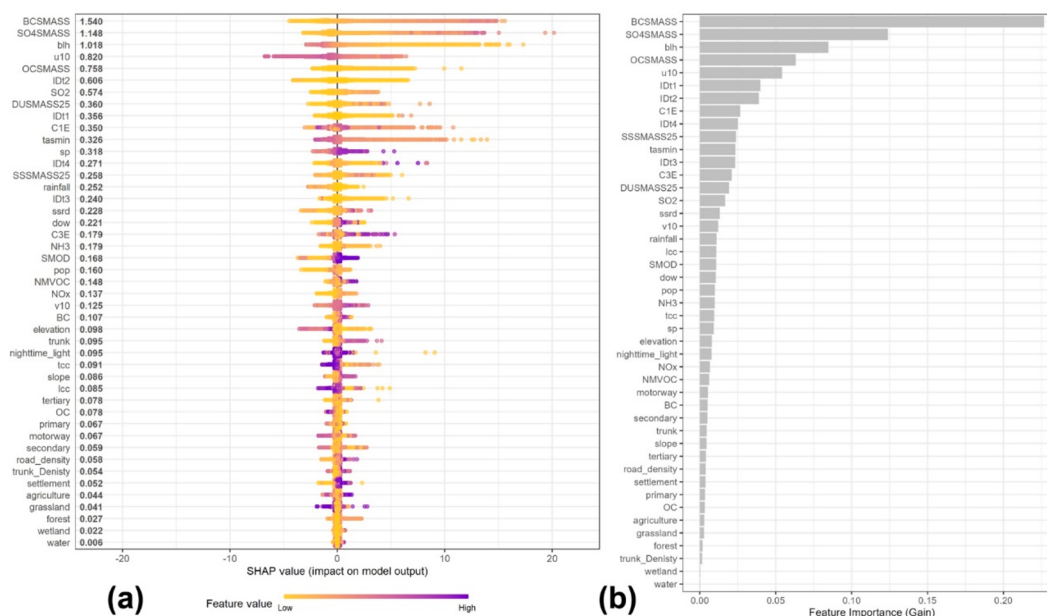 BCSMASS 1.540
SO4SMASS 1.148
blh 1.018
u10 0.820
OCSMASS 0.758
IDt2 0.606
SO2 0.574
DUSMASS25 0.360
IDt1 0.356
C1E 0.350
tasmin 0.326
sp 0.318
IDt4 0.271
SSSMASS25 0.258
rainfall 0.252
IDt3 0.240
ssrd 0.228
dow 0.221
C3E 0.179
NH3 0.179
SMOD 0.168
pop 0.160
NMVOC 0.148
NOx 0.137
v10 0.125
BC 0.107
elevation 0.098
trunk 0.095
nighttime_light 0.095
tcc 0.091
slope 0.086
lcc 0.085
tertiary 0.078
OC 0.078
primary 0.067
motorway 0.067
secondary 0.059
road_density 0.058
trunk_Denisty 0.054
settlement 0.052
agriculture 0.044
grassland 0.041
forest 0.027
wetland 0.022
water 0.006
-20 -10 0 10 20
SHAP value (impact on model output)
(a)
Feature value Low High
BCSMASS
SO4SMASS
blh
OCSMASS
u10
IDt1
IDt2
C1E
IDt4
SSSMASS25
tasmin
IDt3
C3E
DUSMASS25
SO2
ssrd
v10
rainfall
lcc
SMOD
dow
pop
NH3
tcc
sp
elevation
nighttime_light
NOx
NMVOC
motorway
BC
secondary
trunk
slope
tertiary
road_density
settlement
primary
OC
agriculture
grassland
forest
trunk_Denisty
wetland
water
0.00 0.05 0.10 0.15 0.20
Feature Importance (Gain)
(b)